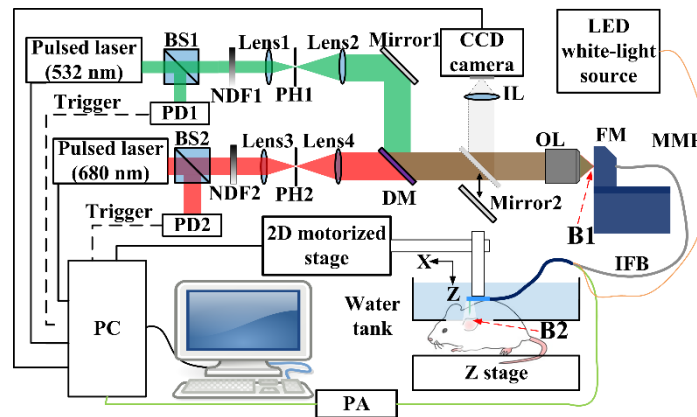 Pulsed laser
(532 nm)
BS1
Lens1
Lens2
Mirror1
CCD
camera
LED
white-light
source
NDF1
PH1
IL
Trigger
PD1
BS2
Lens3
Lens4
OL
FM
MMF
Pulsed laser
(680 nm)
NDF2
PH2
DM
Mirror2
B1
Trigger
PD2
2D motorized
stage
X
Z
IFB
PC
Water
tank
B2
Z stage
PA